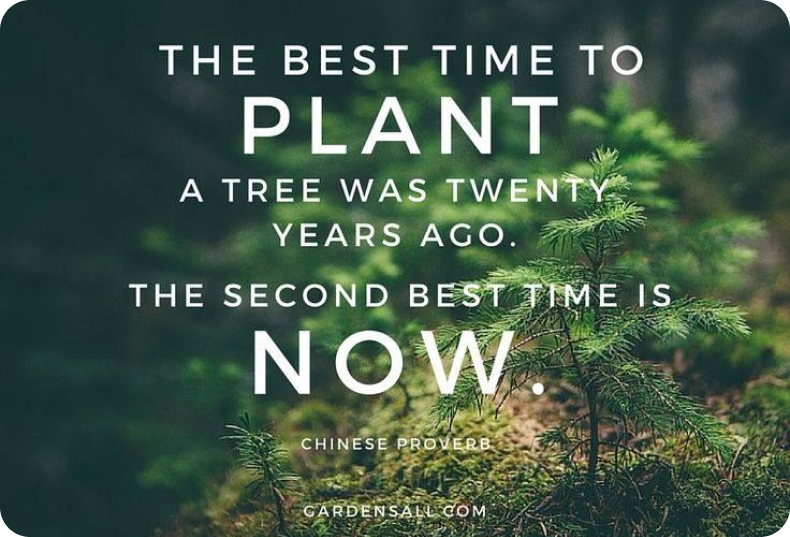 THE BEST TIME TO
PLANT
A TREE WAS TWENTY
YEARS AGO.
THE SECOND BEST TIME IS
NOW.
CHINESE PROVERB
GARDENSALL.COM